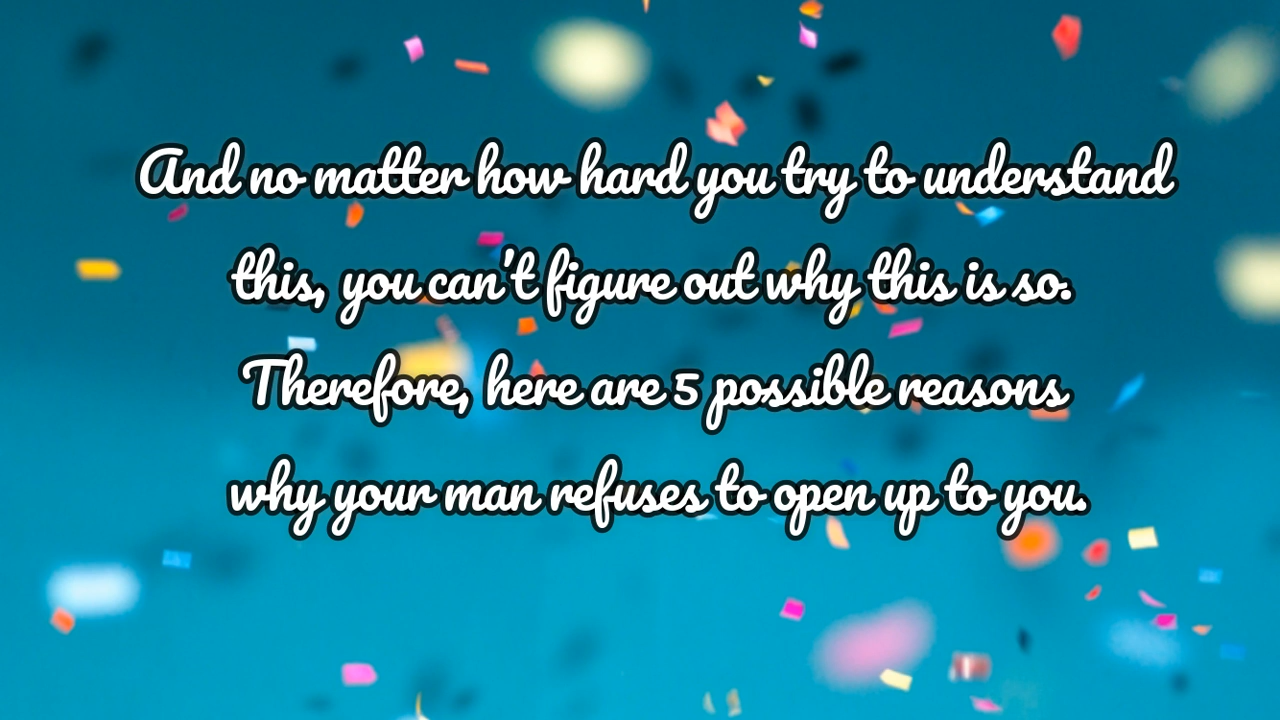 And no matter how hard you try to understand
this, you can't figure out why this is so.
Therefore, here are 5 possible reasons
why your man refuses to open up to you.